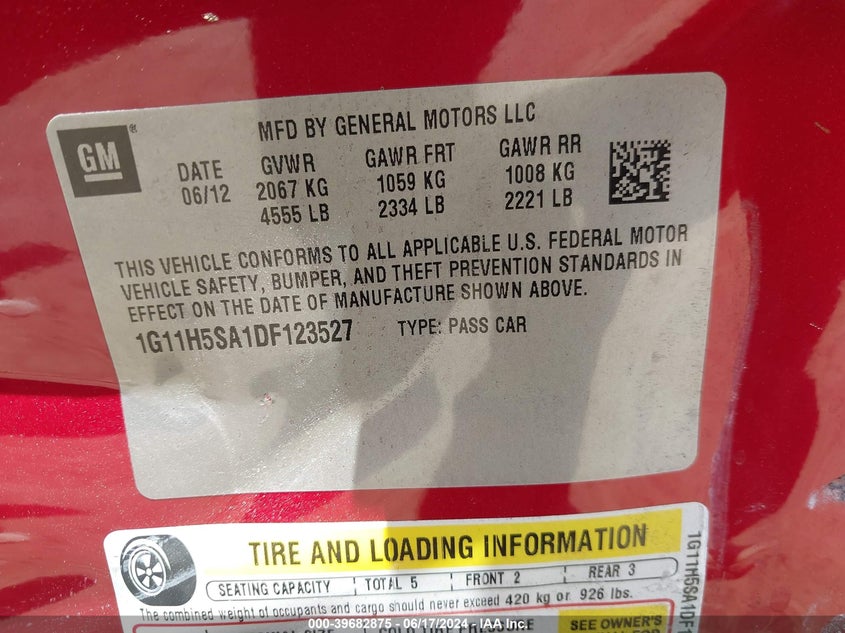 MFD BY GENERAL MOTORS LLC
GM®
DATE GVWR GAWR FRT GAWR RR
06/12 2067 KG 1059 KG 1008 KG
4555 LB 2334 LB 2221 LB
THIS VEHICLE CONFORMS TO ALL APPLICABLE U.S. FEDERAL MOTOR
VEHICLE SAFETY, BUMPER, AND THEFT PREVENTION STANDARDS IN
EFFECT ON THE DATE OF MANUFACTURE SHOWN ABOVE.
1G11H5SA1DF123527 TYPE: PASS CAR
TIRE AND LOADING INFORMATION
SEATING CAPACITY TOTAL 5 FRONT 2 REAR 3
The combined weight of occupants and cargo should never exceed 420 kg or 926 lbs.
SEE OWNER'S
1G11H5SA1DF1
000-39682875 - 06/17/2024 - IAA Inc.